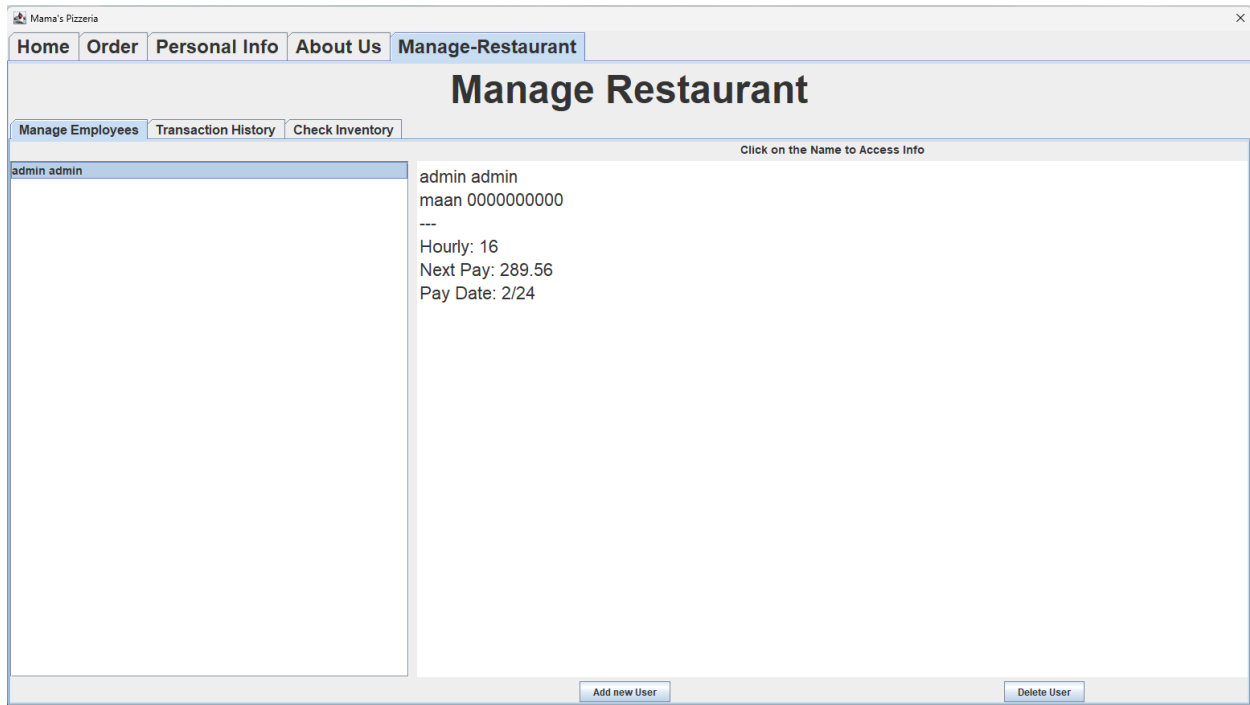 Mama's Pizzeria
Home Order Personal Info About Us Manage-Restaurant
Manage Restaurant
Manage Employees Transaction History Check Inventory
Click on the Name to Access Info
admin admin
admin admin
maan 0000000000
---
Hourly: 16
Next Pay: 289.56
Pay Date: 2/24
Add new User Delete User